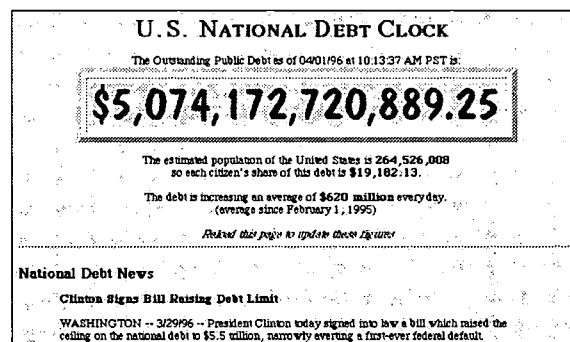 U.S. NATIONAL DEBT CLOCK
The Outstanding Public Debt as of 04/01/96 at 10:13:37 AM PST is:
$5,074,172,720,889.25
The estimated population of the United States is 264,526,008
so each citizen's share of this debt is $19,182.13.
The debt is increasing an average of $620 million every day.
(average since February 1, 1995)
Reload this page to update these figures
National Debt News
Clinton Signs Bill Raising Debt Limit
WASHINGTON -- 3/29/96 -- President Clinton today signed into law a bill which raised the
ceiling on the national debt to $5.5 trillion, narrowly averting a first-ever federal default.